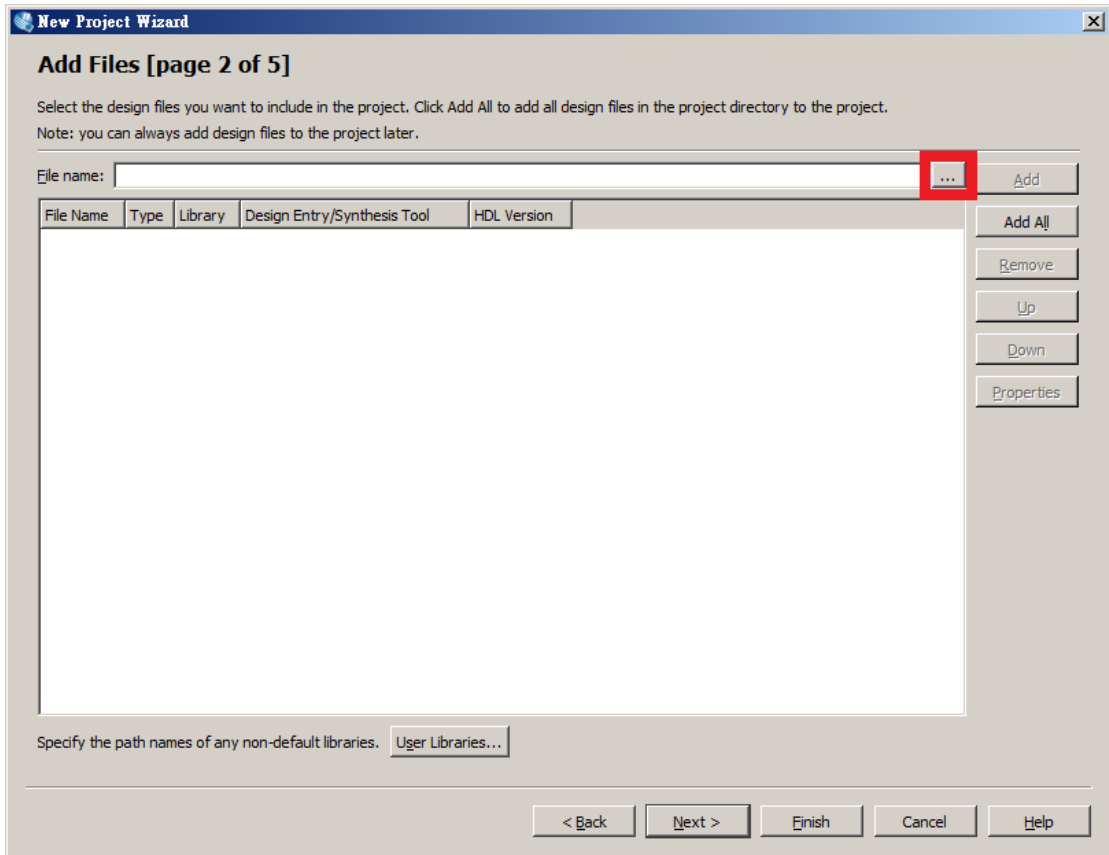 New Project Wizard
Add Files [page 2 of 5]
Select the design files you want to include in the project. Click Add All to add all design files in the project directory to the project.
Note: you can always add design files to the project later.
File name: ... Add
File Name Type Library Design Entry/Synthesis Tool HDL Version
Add All
Remove
Up
Down
Properties
Specify the path names of any non-default libraries. User Libraries...
< Back Next > Finish Cancel Help